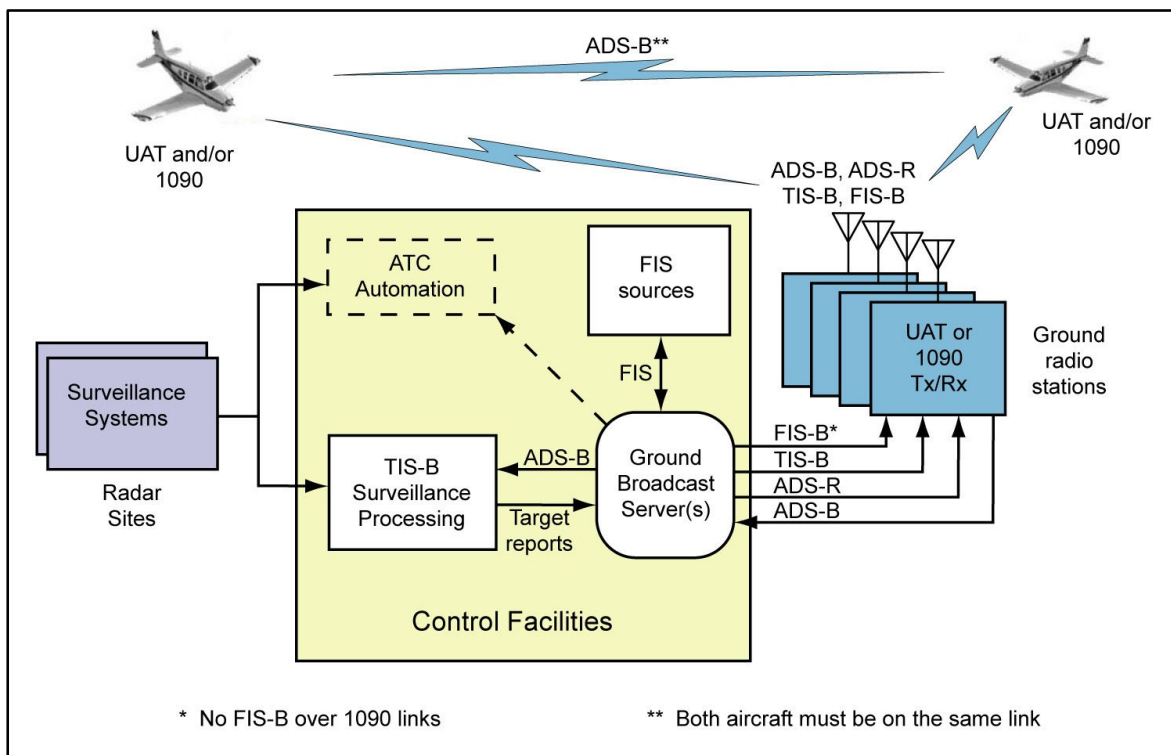 ADS-B**
UAT and/or
1090
UAT and/or
1090
ADS-B, ADS-R
TIS-B, FIS-B
ATC
Automation
FIS
sources
UAT or
1090
Tx/Rx
Ground
radio
stations
Surveillance
Systems
Radar
Sites
FIS
TIS-B
Surveillance
Processing
ADS-B
Target
reports
Ground
Broadcast
Server(s)
FIS-B*
TIS-B
ADS-R
ADS-B
Control Facilities
* No FIS-B over 1090 links
** Both aircraft must be on the same link